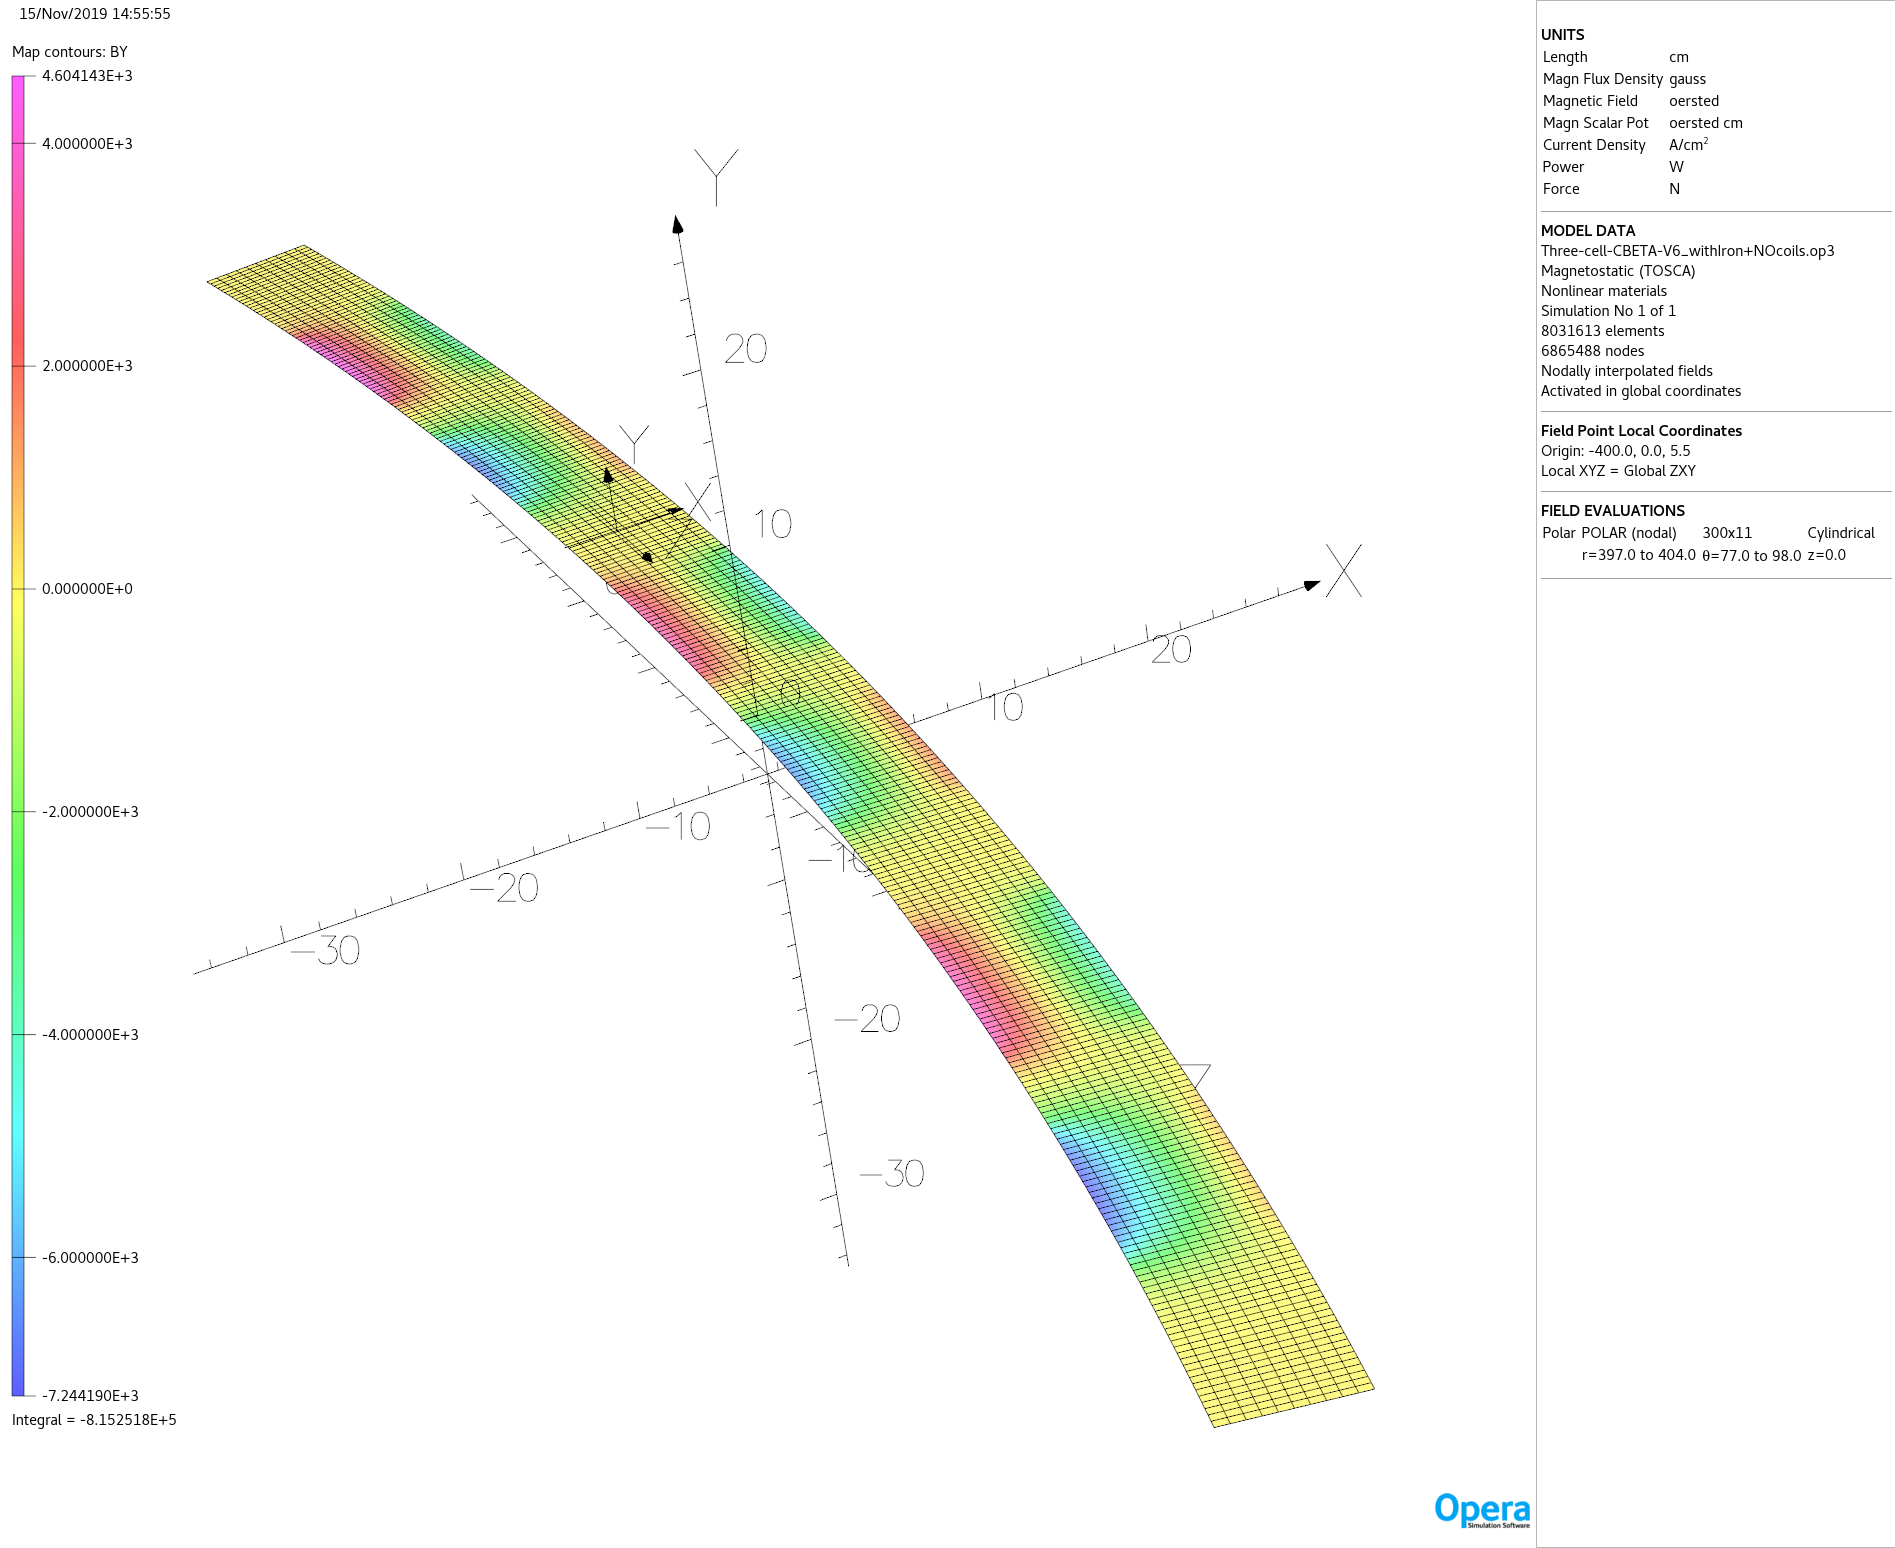 15/Nov/2019 14:55:55
Map contours: BY
4.604143E+3
4.000000E+3
2.000000E+3
0.000000E+0
-2.000000E+3
-4.000000E+3
-6.000000E+3
-7.244190E+3
Integral = -8.152518E+5
Y
20
10
Y
X
0
X
20
10
0
-10
-10
-20
-30
-20
-30
Z
UNITS
Length cm
Magn Flux Density gauss
Magnetic Field oersted
Magn Scalar Pot oersted cm
Current Density A/cm²
Power W
Force N
MODEL DATA
Three-cell-CBETA-V6_withIron+NOcoils.op3
Magnetostatic (TOSCA)
Nonlinear materials
Simulation No 1 of 1
8031613 elements
6865488 nodes
Nodally interpolated fields
Activated in global coordinates
Field Point Local Coordinates
Origin: -400.0, 0.0, 5.5
Local XYZ = Global ZXY
FIELD EVALUATIONS
Polar POLAR (nodal) 300x11 Cylindrical
r=397.0 to 404.0 θ=77.0 to 98.0 z=0.0
Opera
Simulation Software